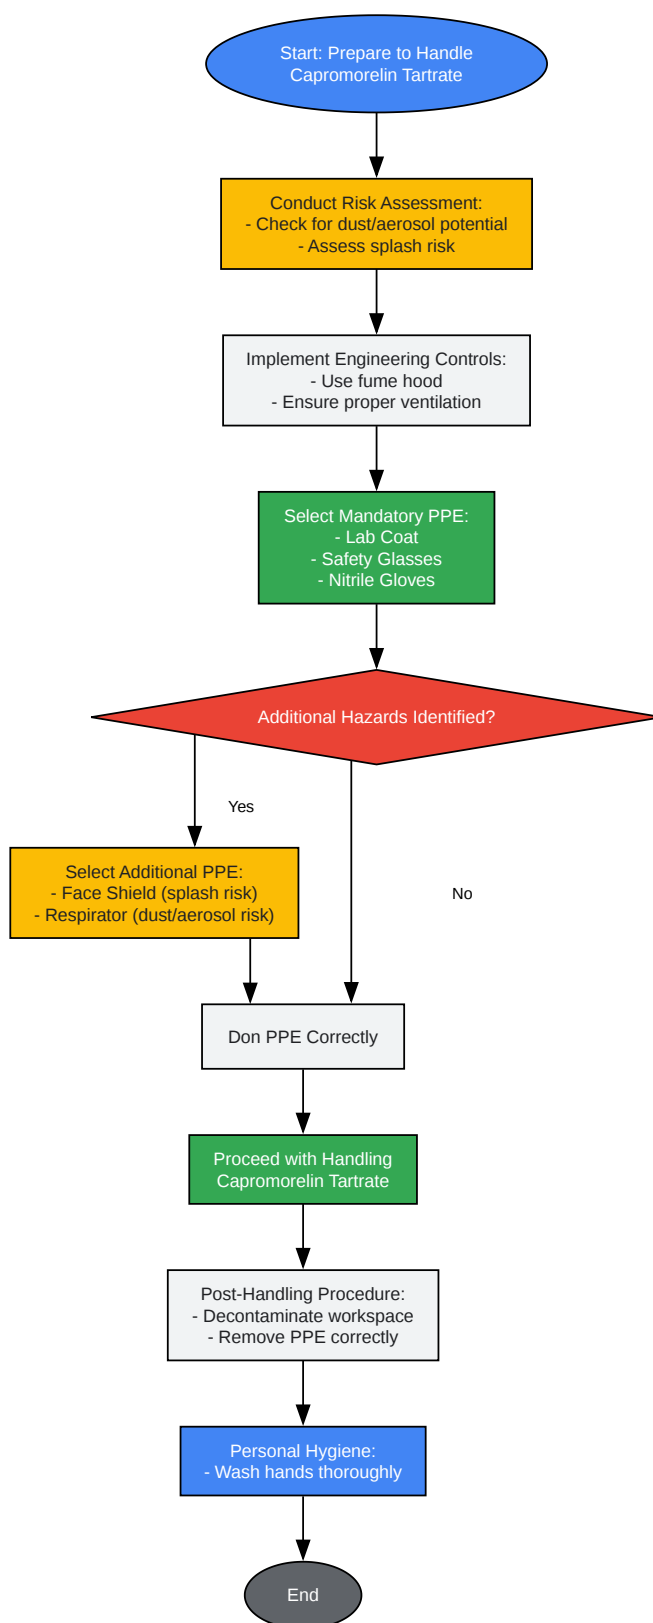 Start: Prepare to Handle
Capromorelin Tartrate
Conduct Risk Assessment:
- Check for dust/aerosol potential
- Assess splash risk
Implement Engineering Controls:
- Use fume hood
- Ensure proper ventilation
Select Mandatory PPE:
- Lab Coat
- Safety Glasses
- Nitrile Gloves
Additional Hazards Identified?
Yes
Select Additional PPE:
- Face Shield (splash risk)
- Respirator (dust/aerosol risk)
No
Don PPE Correctly
Proceed with Handling
Capromorelin Tartrate
Post-Handling Procedure:
- Decontaminate workspace
- Remove PPE correctly
Personal Hygiene:
- Wash hands thoroughly
End